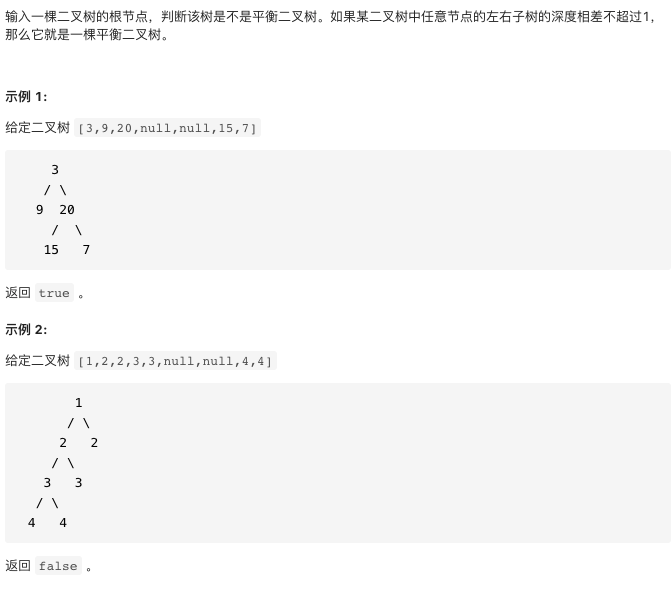 输入一棵二叉树的根节点，判断该树是不是平衡二叉树。如果某二叉树中任意节点的左右子树的深度相差不超过1，
那么它就是一棵平衡二叉树。
示例 1:
给定二叉树 [3,9,20,null,null,15,7]
3
/ \
9 20
/ \
15 7
返回 true 。
示例 2:
给定二叉树 [1,2,2,3,3,null,null,4,4]
1
/ \
2 2
/ \
3 3
/ \
4 4
返回 false 。